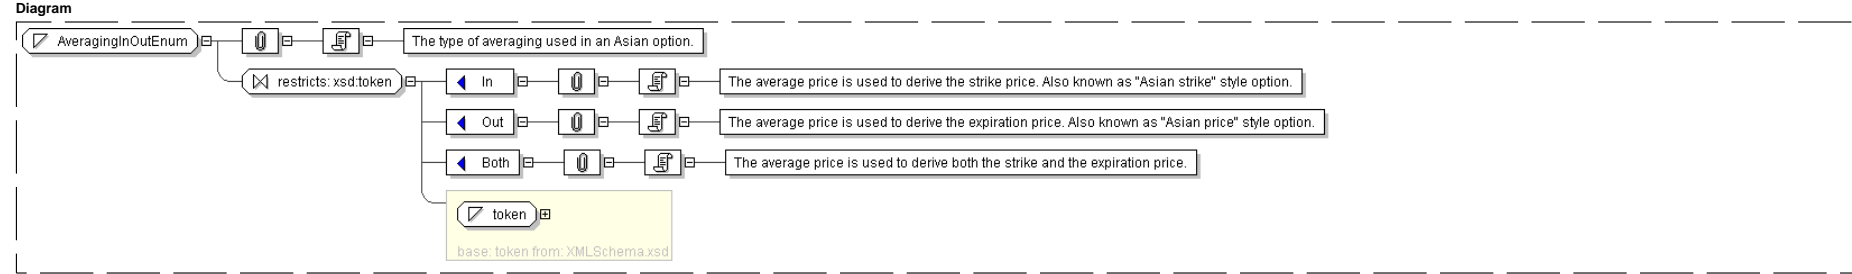 Diagram
AveragingInOutEnum
The type of averaging used in an Asian option.
restricts: xsd:token
In
The average price is used to derive the strike price. Also known as "Asian strike" style option.
Out
The average price is used to derive the expiration price. Also known as "Asian price" style option.
Both
The average price is used to derive both the strike and the expiration price.
token
base: token from: XMLSchema.xsd